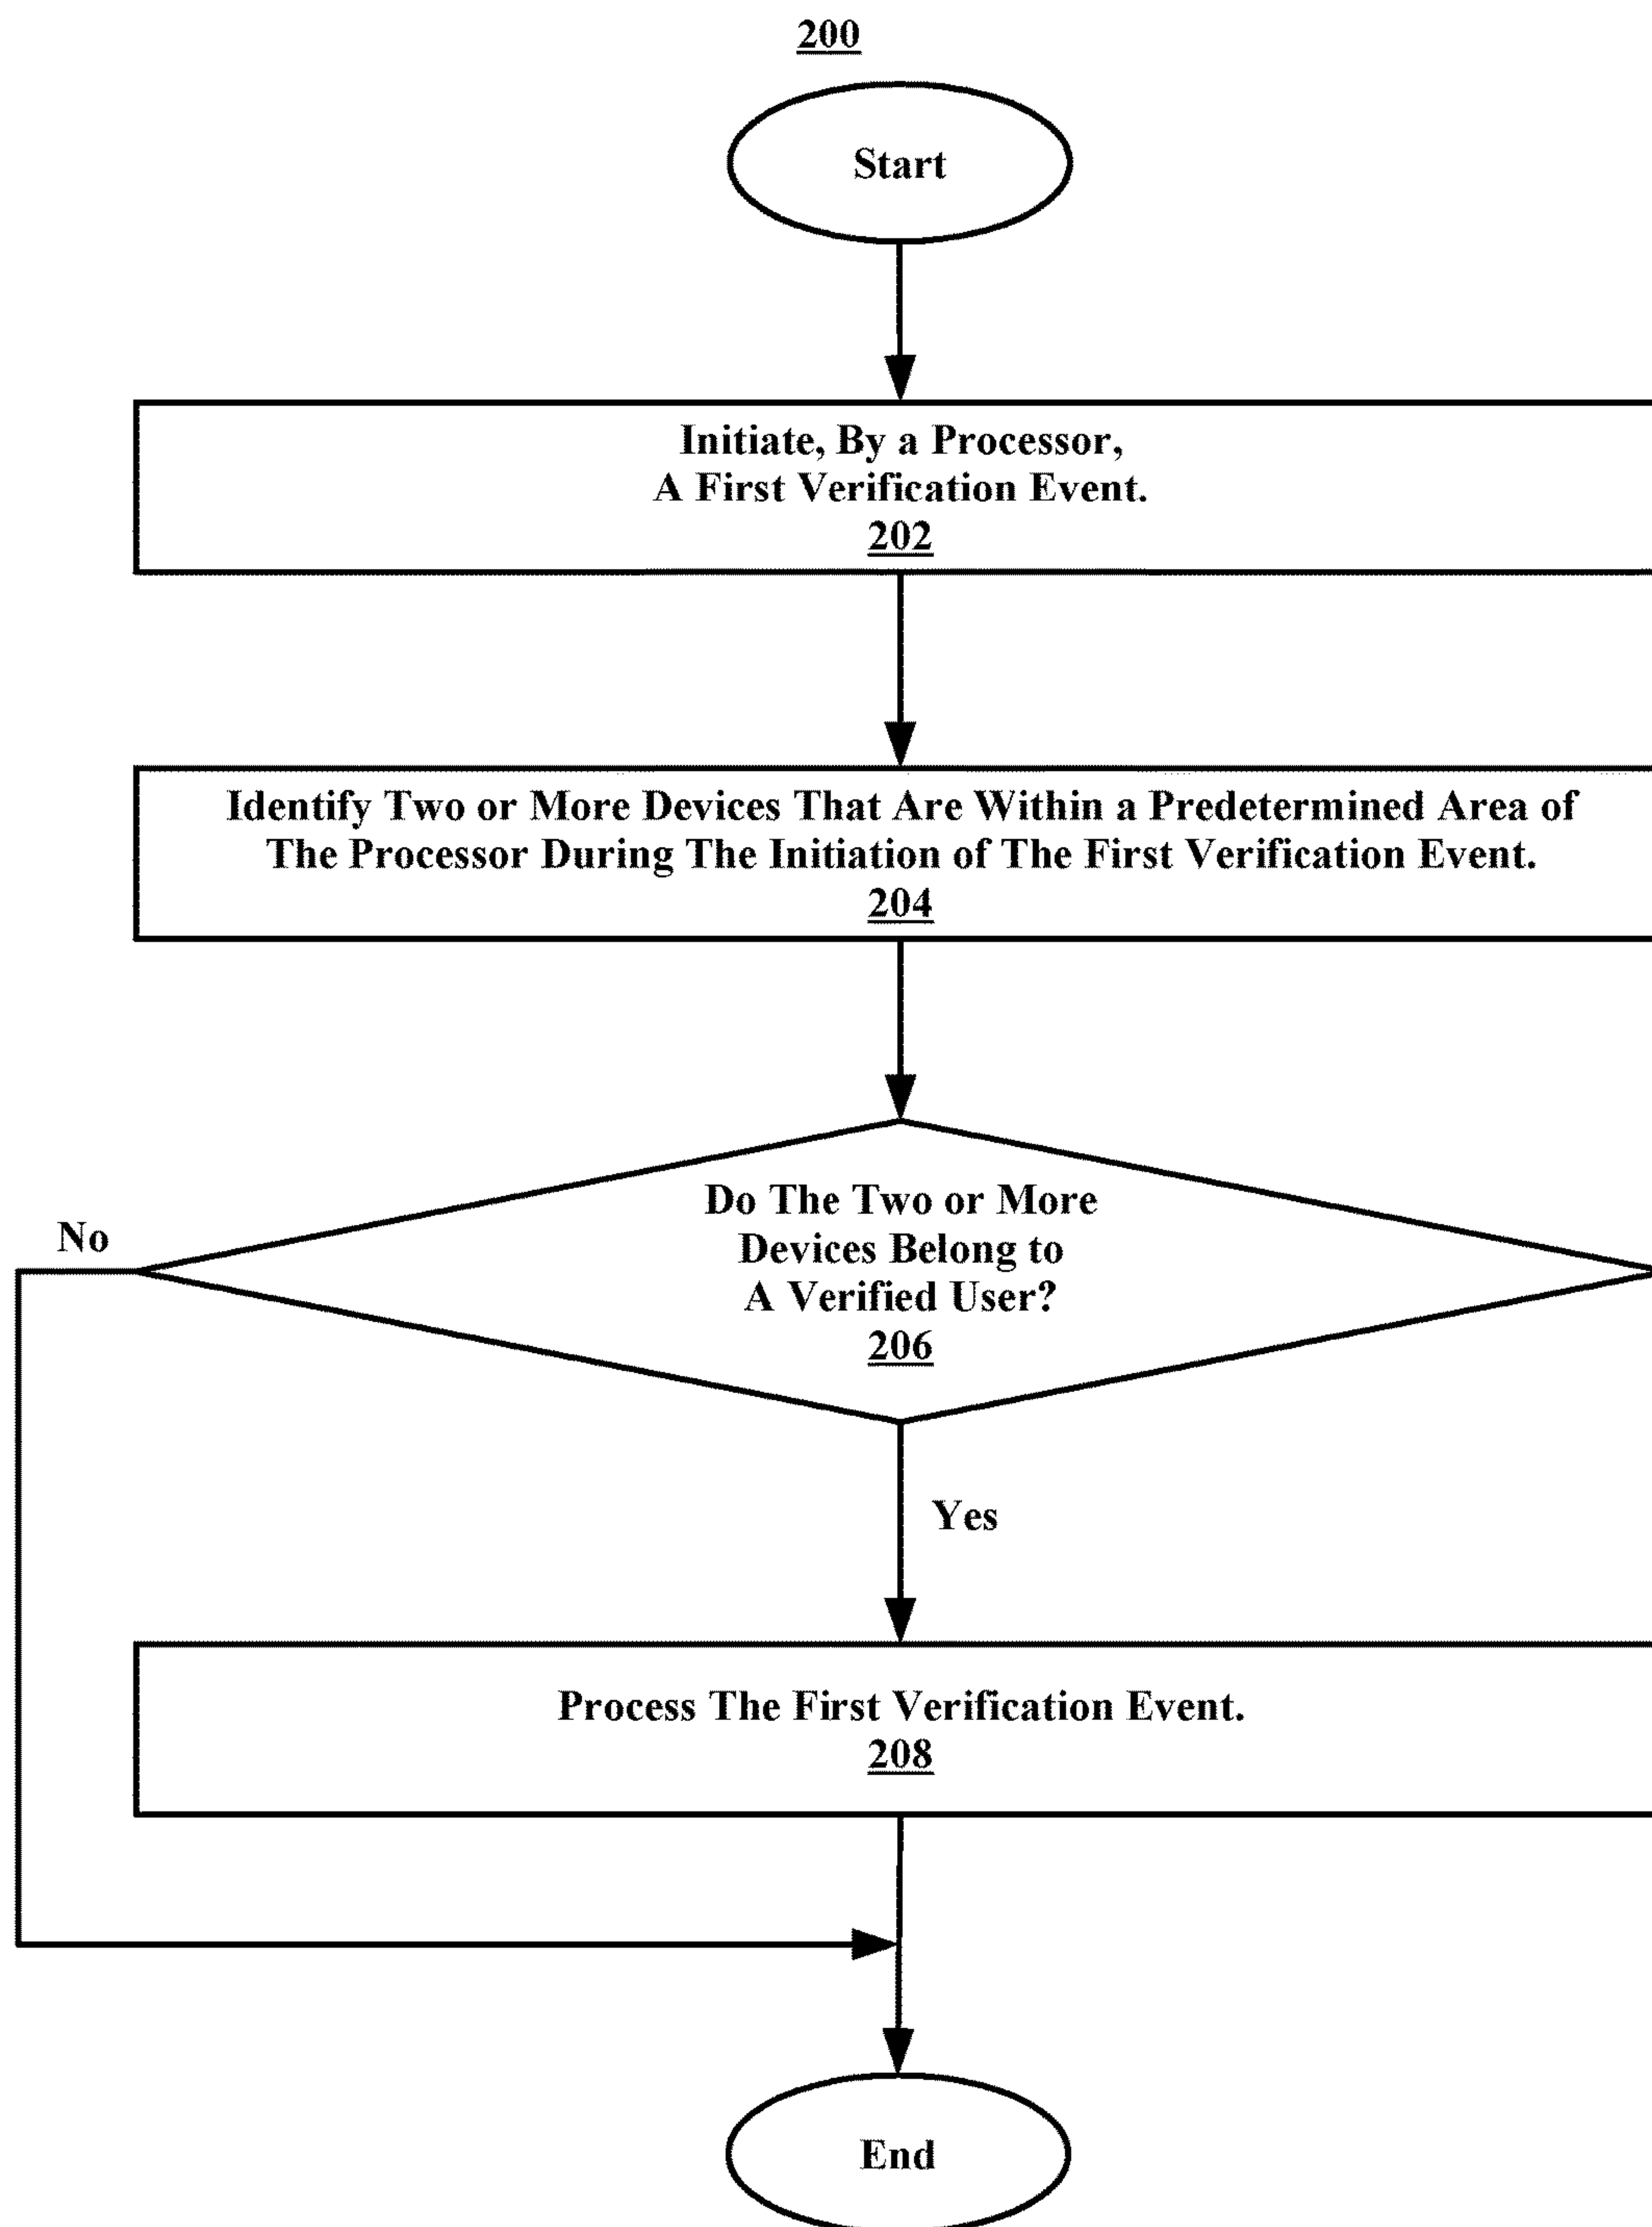 200
Start
Initiate, By a Processor,
A First Verification Event.
202
Identify Two or More Devices That Are Within a Predetermined Area of
The Processor During The Initiation of The First Verification Event.
204
Do The Two or More
Devices Belong to
A Verified User?
206
No
Yes
Process The First Verification Event.
208
End